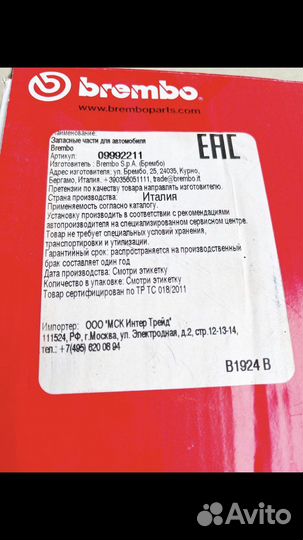 brembo
www.bremboparts.com
Наименование:
Запасные части для автомобиля
Brembo
Артикул: 09992211
Изготовитель: Brembo S.p.A. (Брембо)
Адрес изготовителя: ул. Брембо, 25, 24035, Курно,
Бергамо, Италия. + 390356051111, trade@brembo.it
Претензии по качеству товара направлять изготовителю.
Страна производства: Италия
Применяемость согласно каталогу.
Установку производить в соответствии с рекомендациями
автопроизводителя на специализированном сервисном центре.
Товар не требует специальных условий хранения,
транспортировки и утилизации.
Гарантийный срок: распространяется на производственный
брак составляет один год
Дата производства: Смотри этикетку
Количество в упаковке: Смотри этикетку
Товар сертифицирован по ТР ТС 018/2011
Импортер: ООО "МСК Интер Трейд"
111524, РФ, г.Москва, ул. Электродная, д.2, стр.12-13-14,
тел.: +7(495) 620 08 94
EAC
B1924 B
Avito